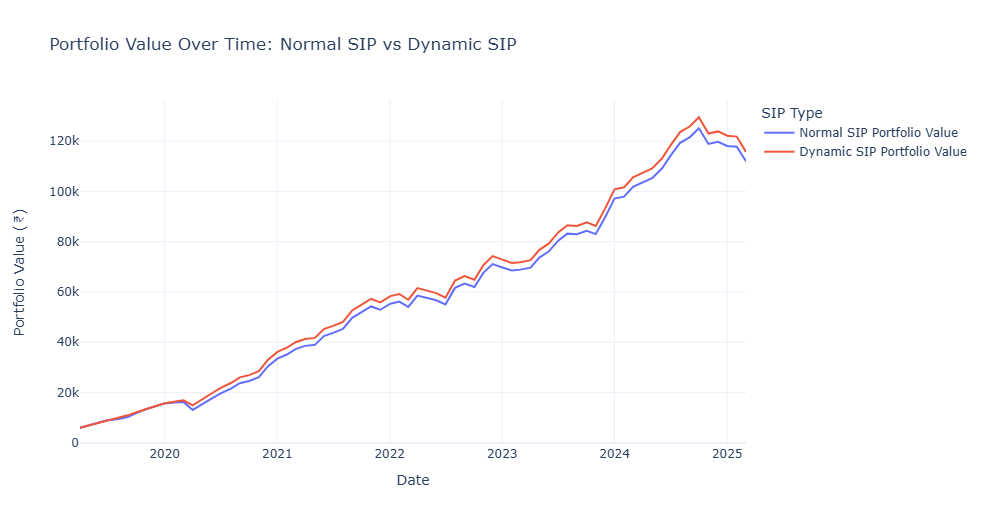 Portfolio Value Over Time: Normal SIP vs Dynamic SIP
SIP Type
Normal SIP Portfolio Value
Dynamic SIP Portfolio Value
Portfolio Value (₹)
120k
100k
80k
60k
40k
20k
0
2020 2021 2022 2023 2024 2025
Date